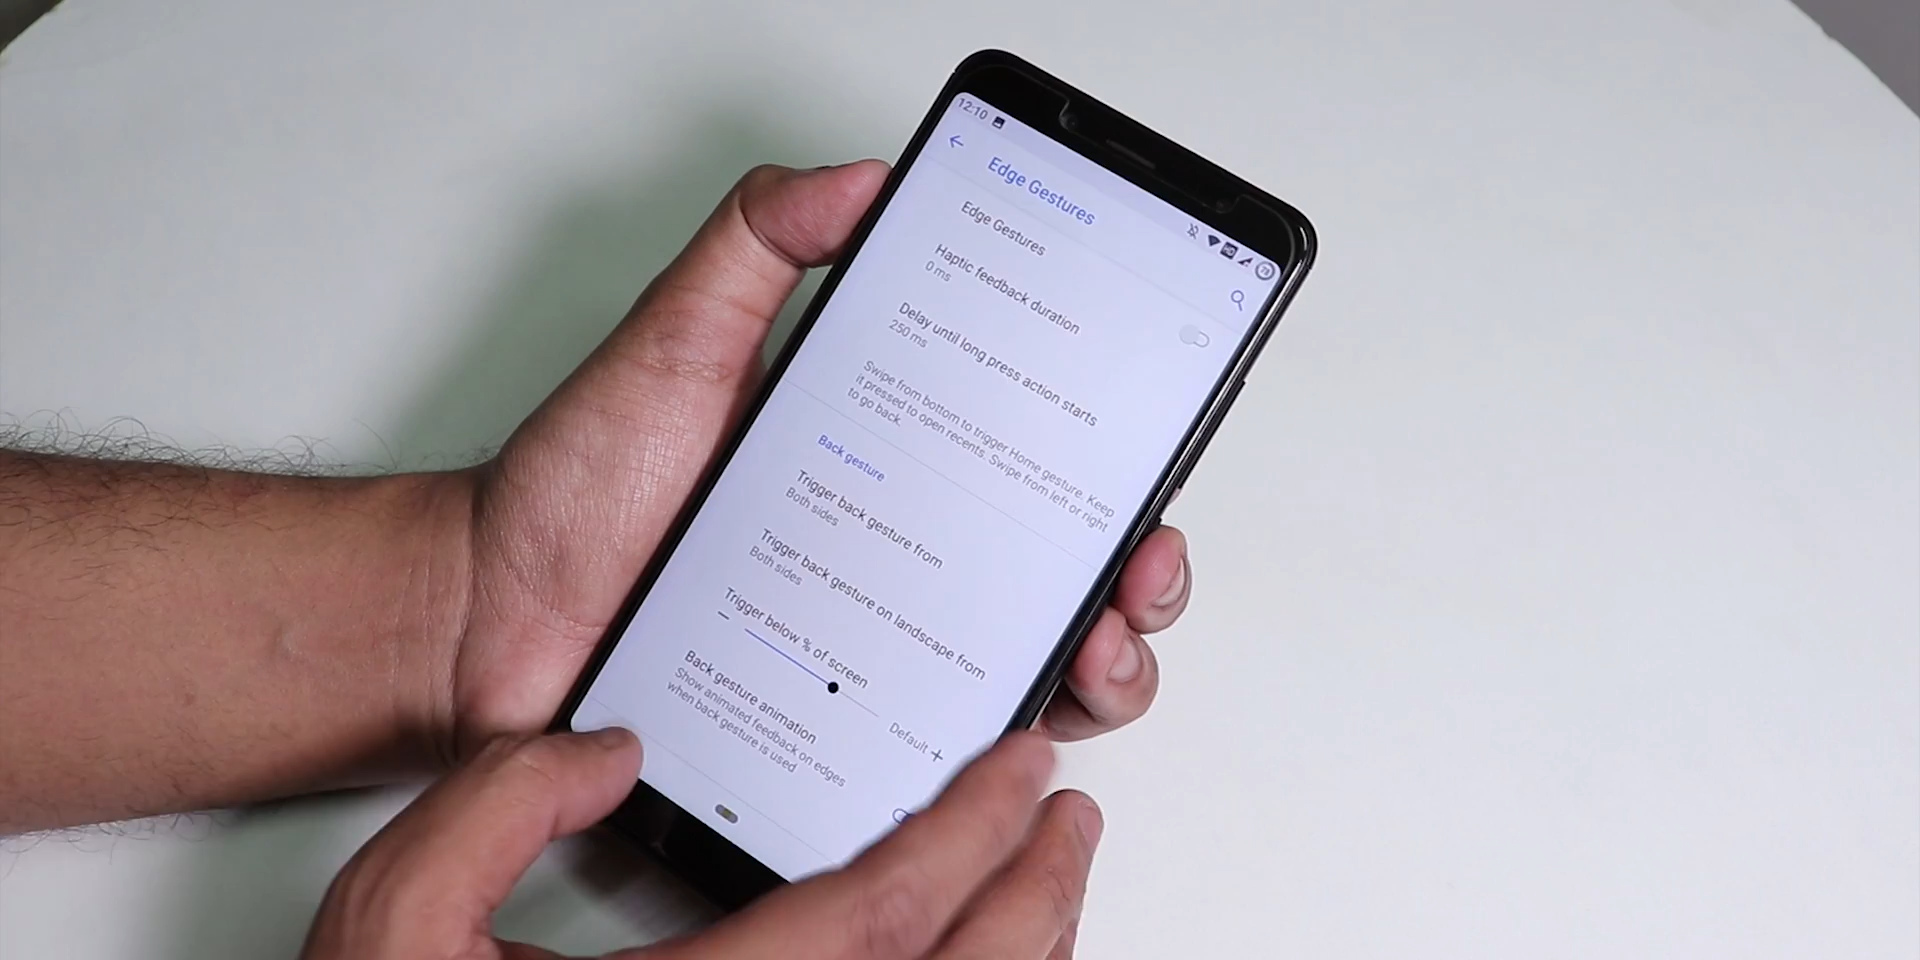 12:10
78
Edge Gestures
Edge Gestures
Haptic feedback duration
0 ms
Delay until long press action starts
250 ms
Swipe from bottom to trigger Home gesture. Keep
it pressed to open recents. Swipe from left or right
to go back.
Back gesture
Trigger back gesture from
Both sides
Trigger back gesture on landscape from
Both sides
Trigger below % of screen
Default
Back gesture animation
Show animated feedback on edges
when back gesture is used